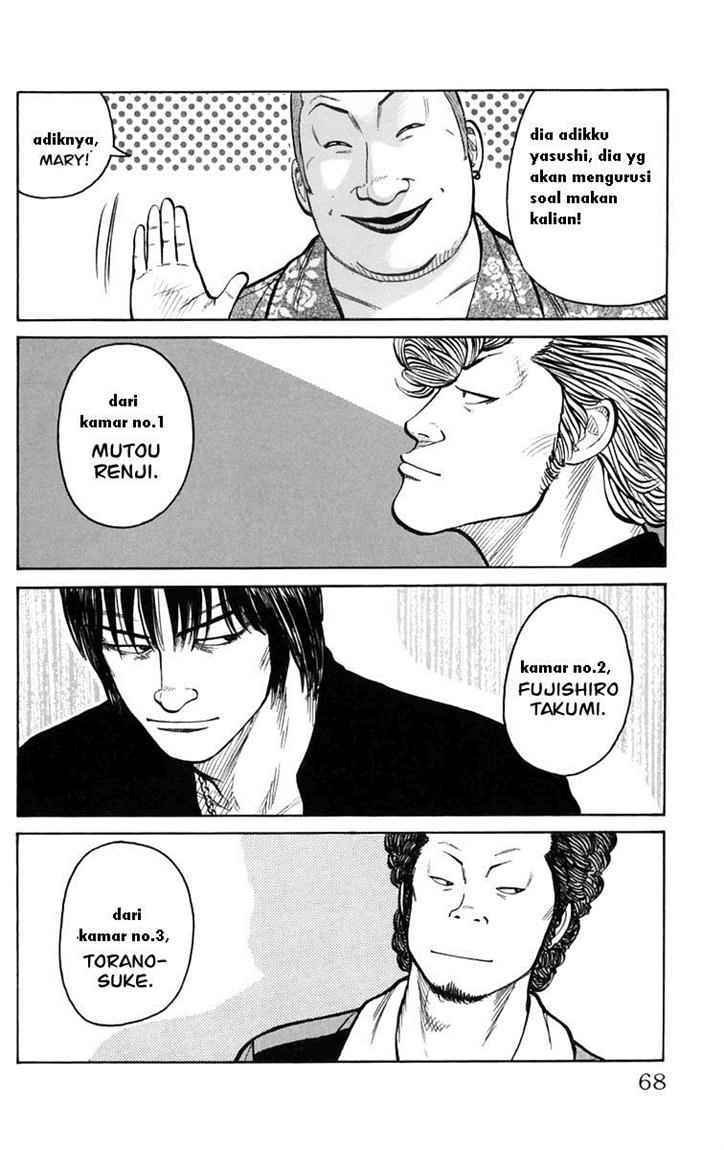 adiknya,
MARY!
dia adikku
yasushi, dia yg
akan mengurusi
soal makan
kalian!
dari
kamar no.1
MUTOU
RENJI.
kamar no.2,
FUJISHIRO
TAKUMI.
dari
kamar no.3,
TORANO-
SUKE.
68